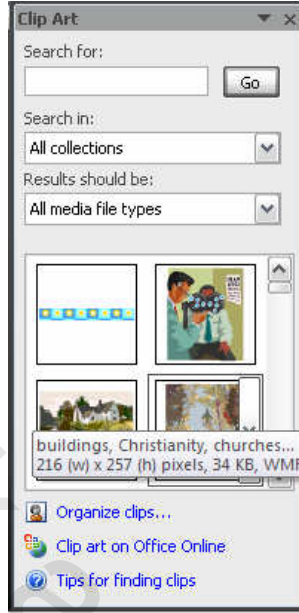 Clip Art
Search for:
Go
Search in:
All collections
Results should be:
All media file types
buildings, Christianity, churches...
216 (w) x 257 (h) pixels, 34 KB, WMF
Organize clips...
Clip art on Office Online
Tips for finding clips